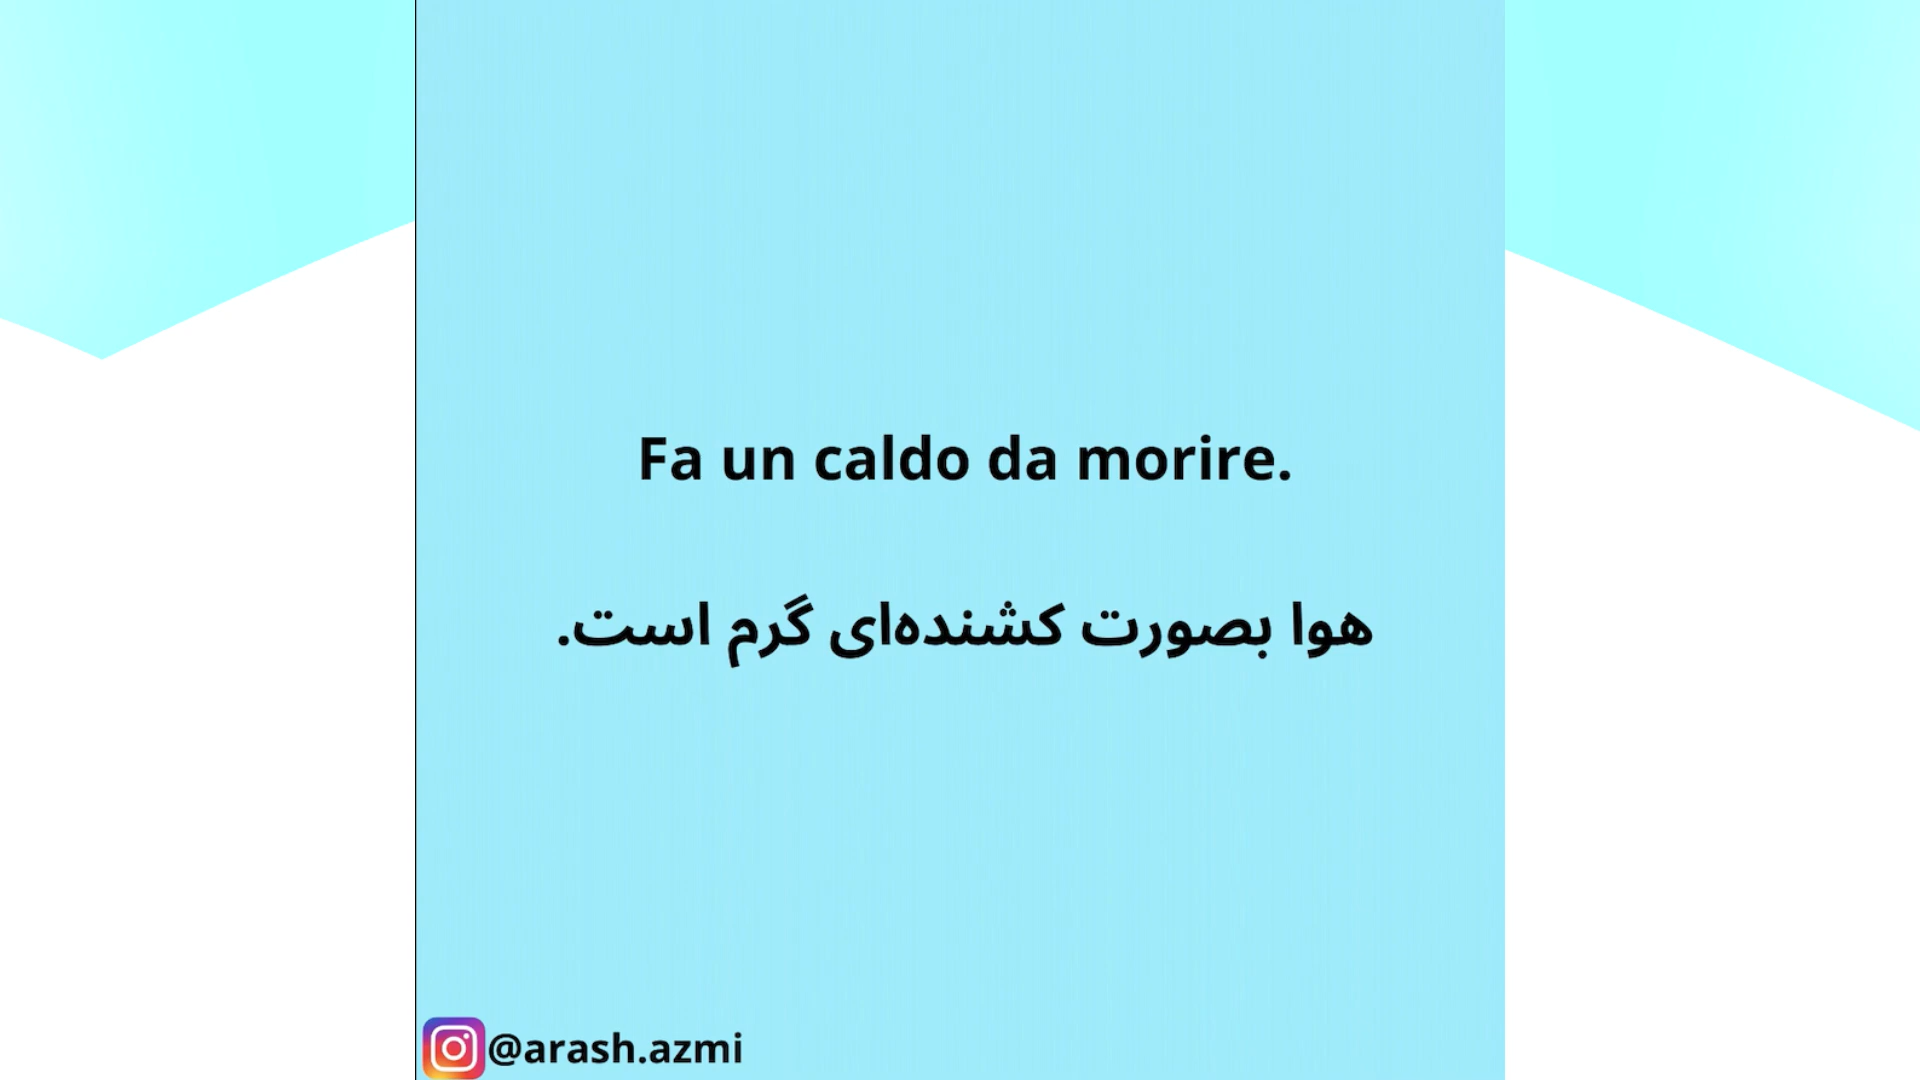 Fa un caldo da morire.
هوا بصورت کشنده‌ای گرم است.
@arash.azmi